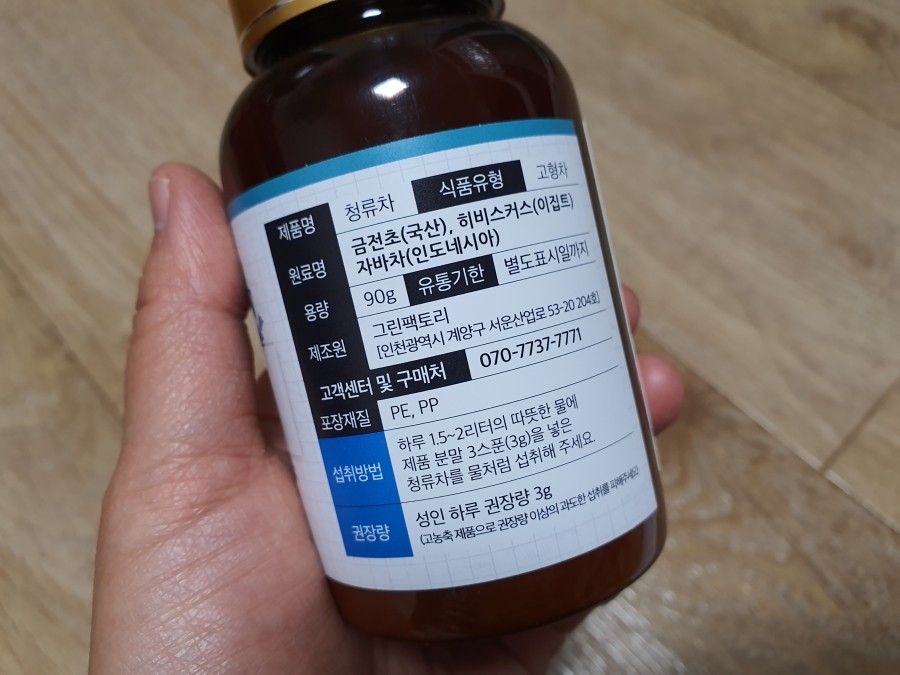 제품명 청류차 식품유형 고형차
원료명 금전초(국산), 히비스커스(이집트)
자바차(인도네시아)
용량 90g 유통기한 별도표시일까지
제조원 그린팩토리
[인천광역시 계양구 서운산업로 53-20 204호]
고객센터 및 구매처 070-7737-7771
포장재질 PE, PP
섭취방법 하루 1.5~2리터의 따뜻한 물에
제품 분말 3스푼(3g)을 넣은
청류차를 물처럼 섭취해 주세요
권장량 성인 하루 권장량 3g
(고농축 제품으로 권장량 이상의 과도한 섭취를 피해주세요)